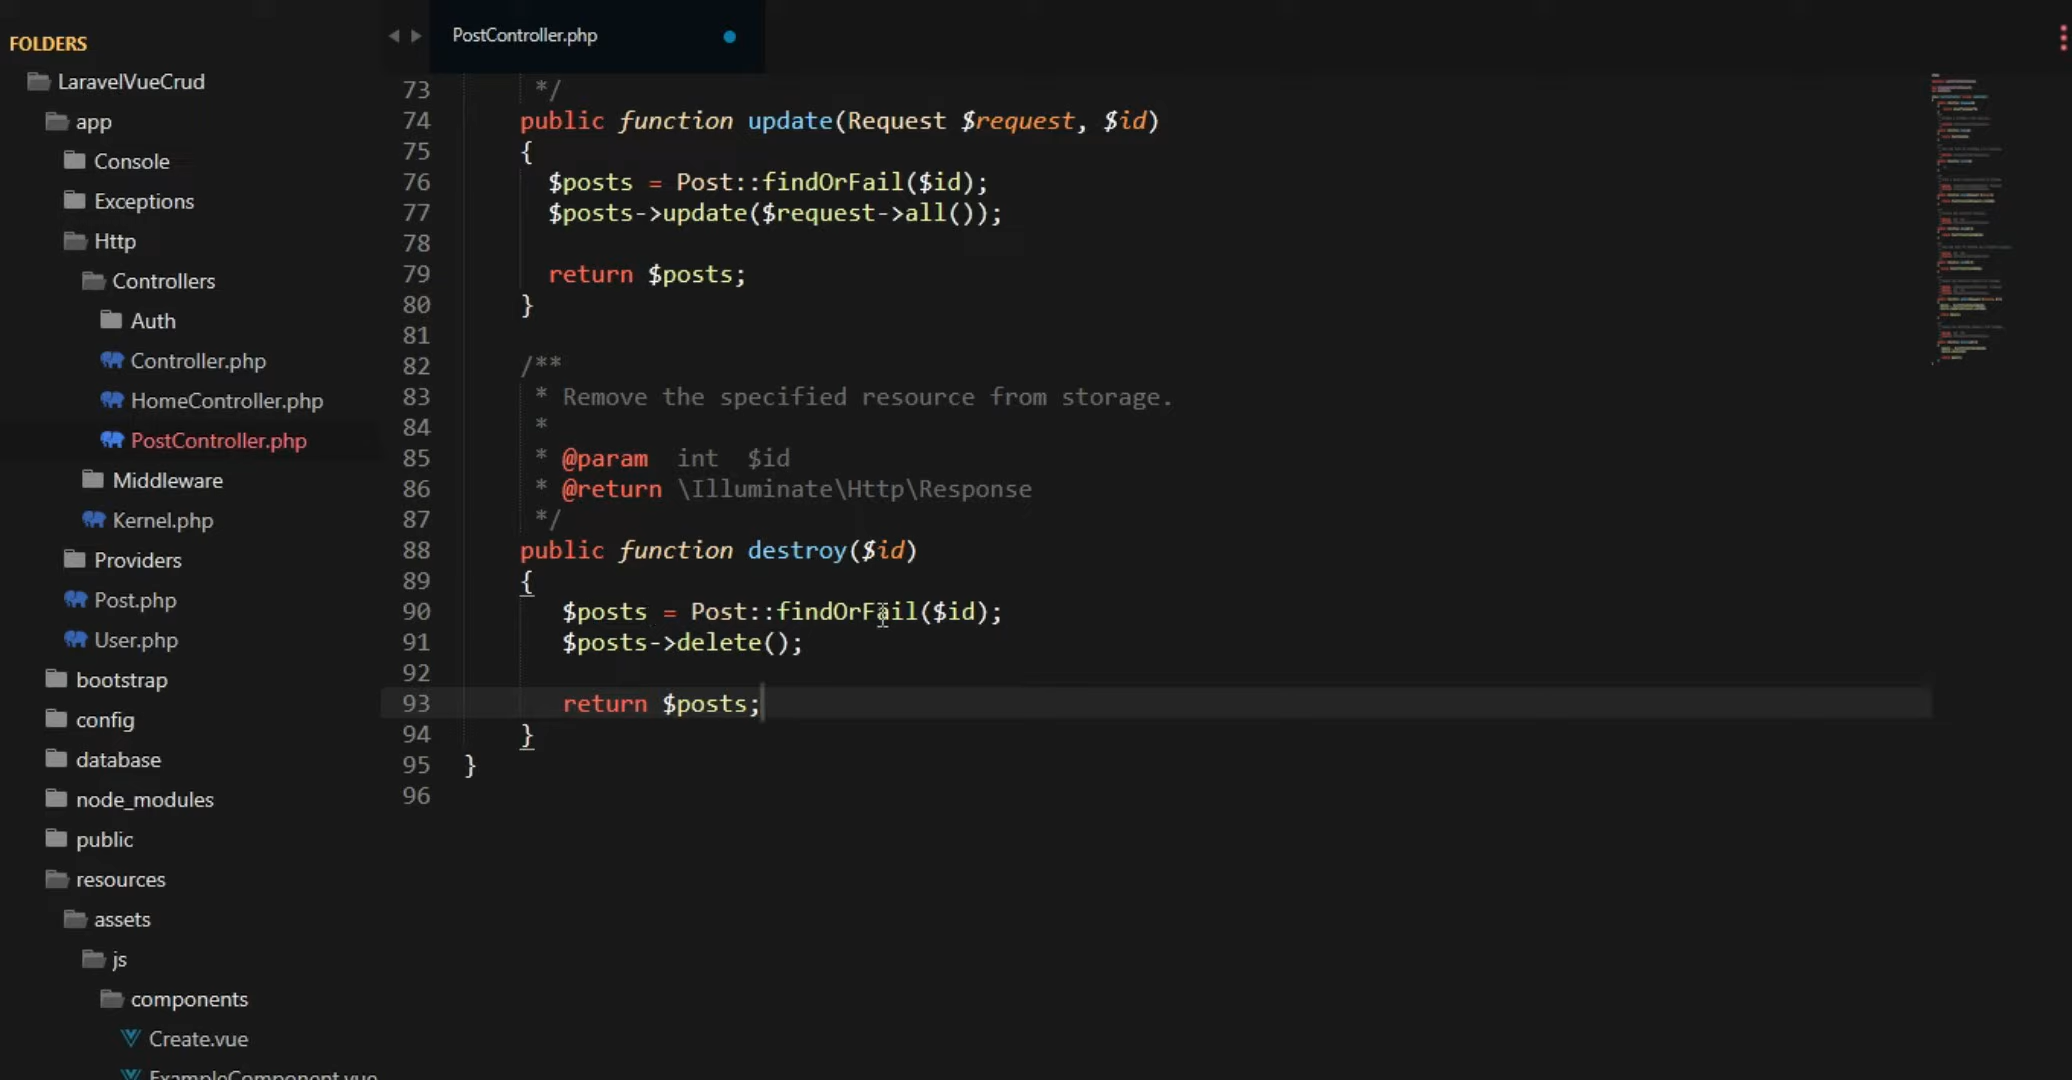 FOLDERS
LaravelVueCrud
app
Console
Exceptions
Http
Controllers
Auth
Controller.php
HomeController.php
PostController.php
Middleware
Kernel.php
Providers
Post.php
User.php
bootstrap
config
database
node_modules
public
resources
assets
js
components
Create.vue
ExampleComponent.vue
PostController.php
73 */
74 public function update(Request $request, $id)
75 {
76 $posts = Post::findOrFail($id);
77 $posts->update($request->all());
78
79 return $posts;
80 }
81
82 /**
83 * Remove the specified resource from storage.
84 *
85 * @param  int  $id
86 * @return \Illuminate\Http\Response
87 */
88 public function destroy($id)
89 {
90 $posts = Post::findOrFail($id);
91 $posts->delete();
92
93 return $posts;
94 }
95 }
96